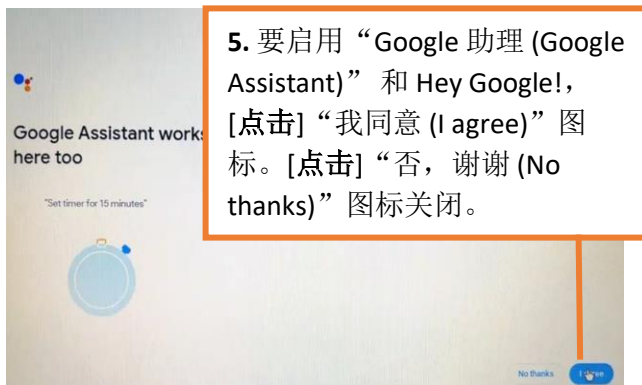 5. 要启用“Google 助理 (Google
Assistant)” 和 Hey Google!，
[点击]“我同意 (I agree)”图
标。[点击]“否，谢谢 (No
thanks)”图标关闭。
Google Assistant works
here too
"Set timer for 15 minutes"
No thanks